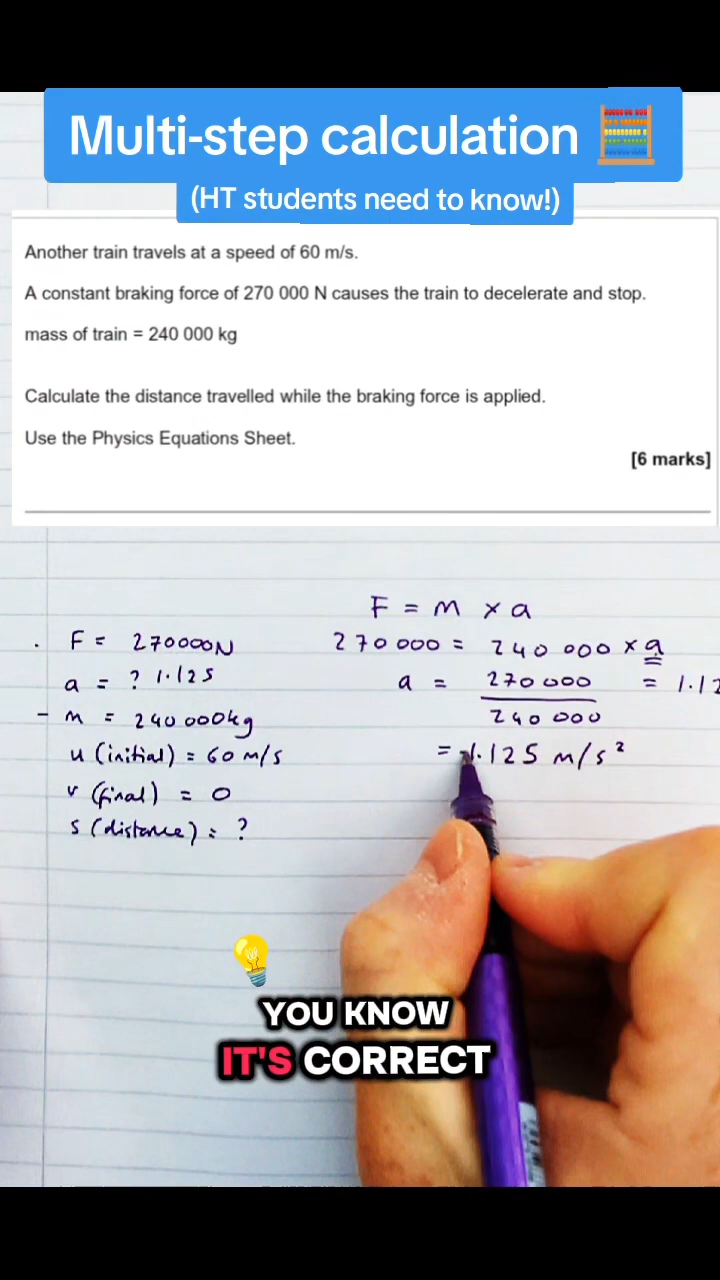 Multi-step calculation 🧮
(HT students need to know!)
Another train travels at a speed of 60 m/s.
A constant braking force of 270 000 N causes the train to decelerate and stop.
mass of train = 240 000 kg
Calculate the distance travelled while the braking force is applied.
Use the Physics Equations Sheet.
[6 marks]
F = 270000N
a = ? 1.125
- m = 240 000kg
u (initial) = 60 m/s
v (final) = 0
s (distance) = ?
F = m × a
270 000 = 240 000 × a
a = 270 000 / 240 000 = 1.12
= 1.125 m/s²
YOU KNOW
IT'S CORRECT